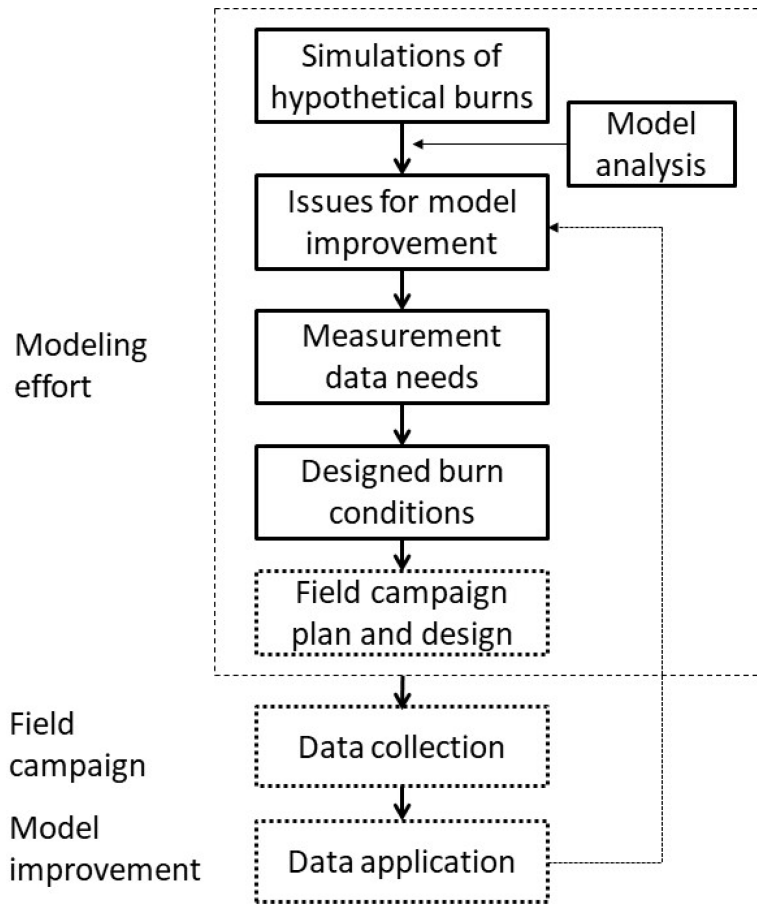 Simulations of
hypothetical burns
Model
analysis
Issues for model
improvement
Modeling
effort
Measurement
data needs
Designed burn
conditions
Field campaign
plan and design
Field
campaign
Data collection
Model
improvement
Data application